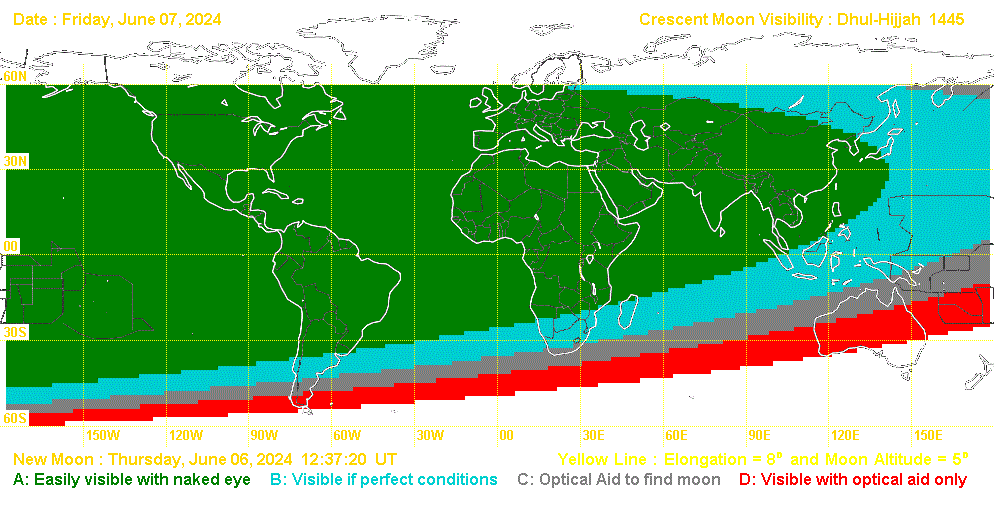 Date : Friday, June 07, 2024 Crescent Moon Visibility : Dhul-Hijjah 1445
60N
30N
00
30S
60S
150W 120W 90W 60W 30W 00 30E 60E 90E 120E 150E
New Moon : Thursday, June 06, 2024 12:37:20 UT Yellow Line : Elongation = 8° and Moon Altitude = 5°
A: Easily visible with naked eye B: Visible if perfect conditions C: Optical Aid to find moon D: Visible with optical aid only